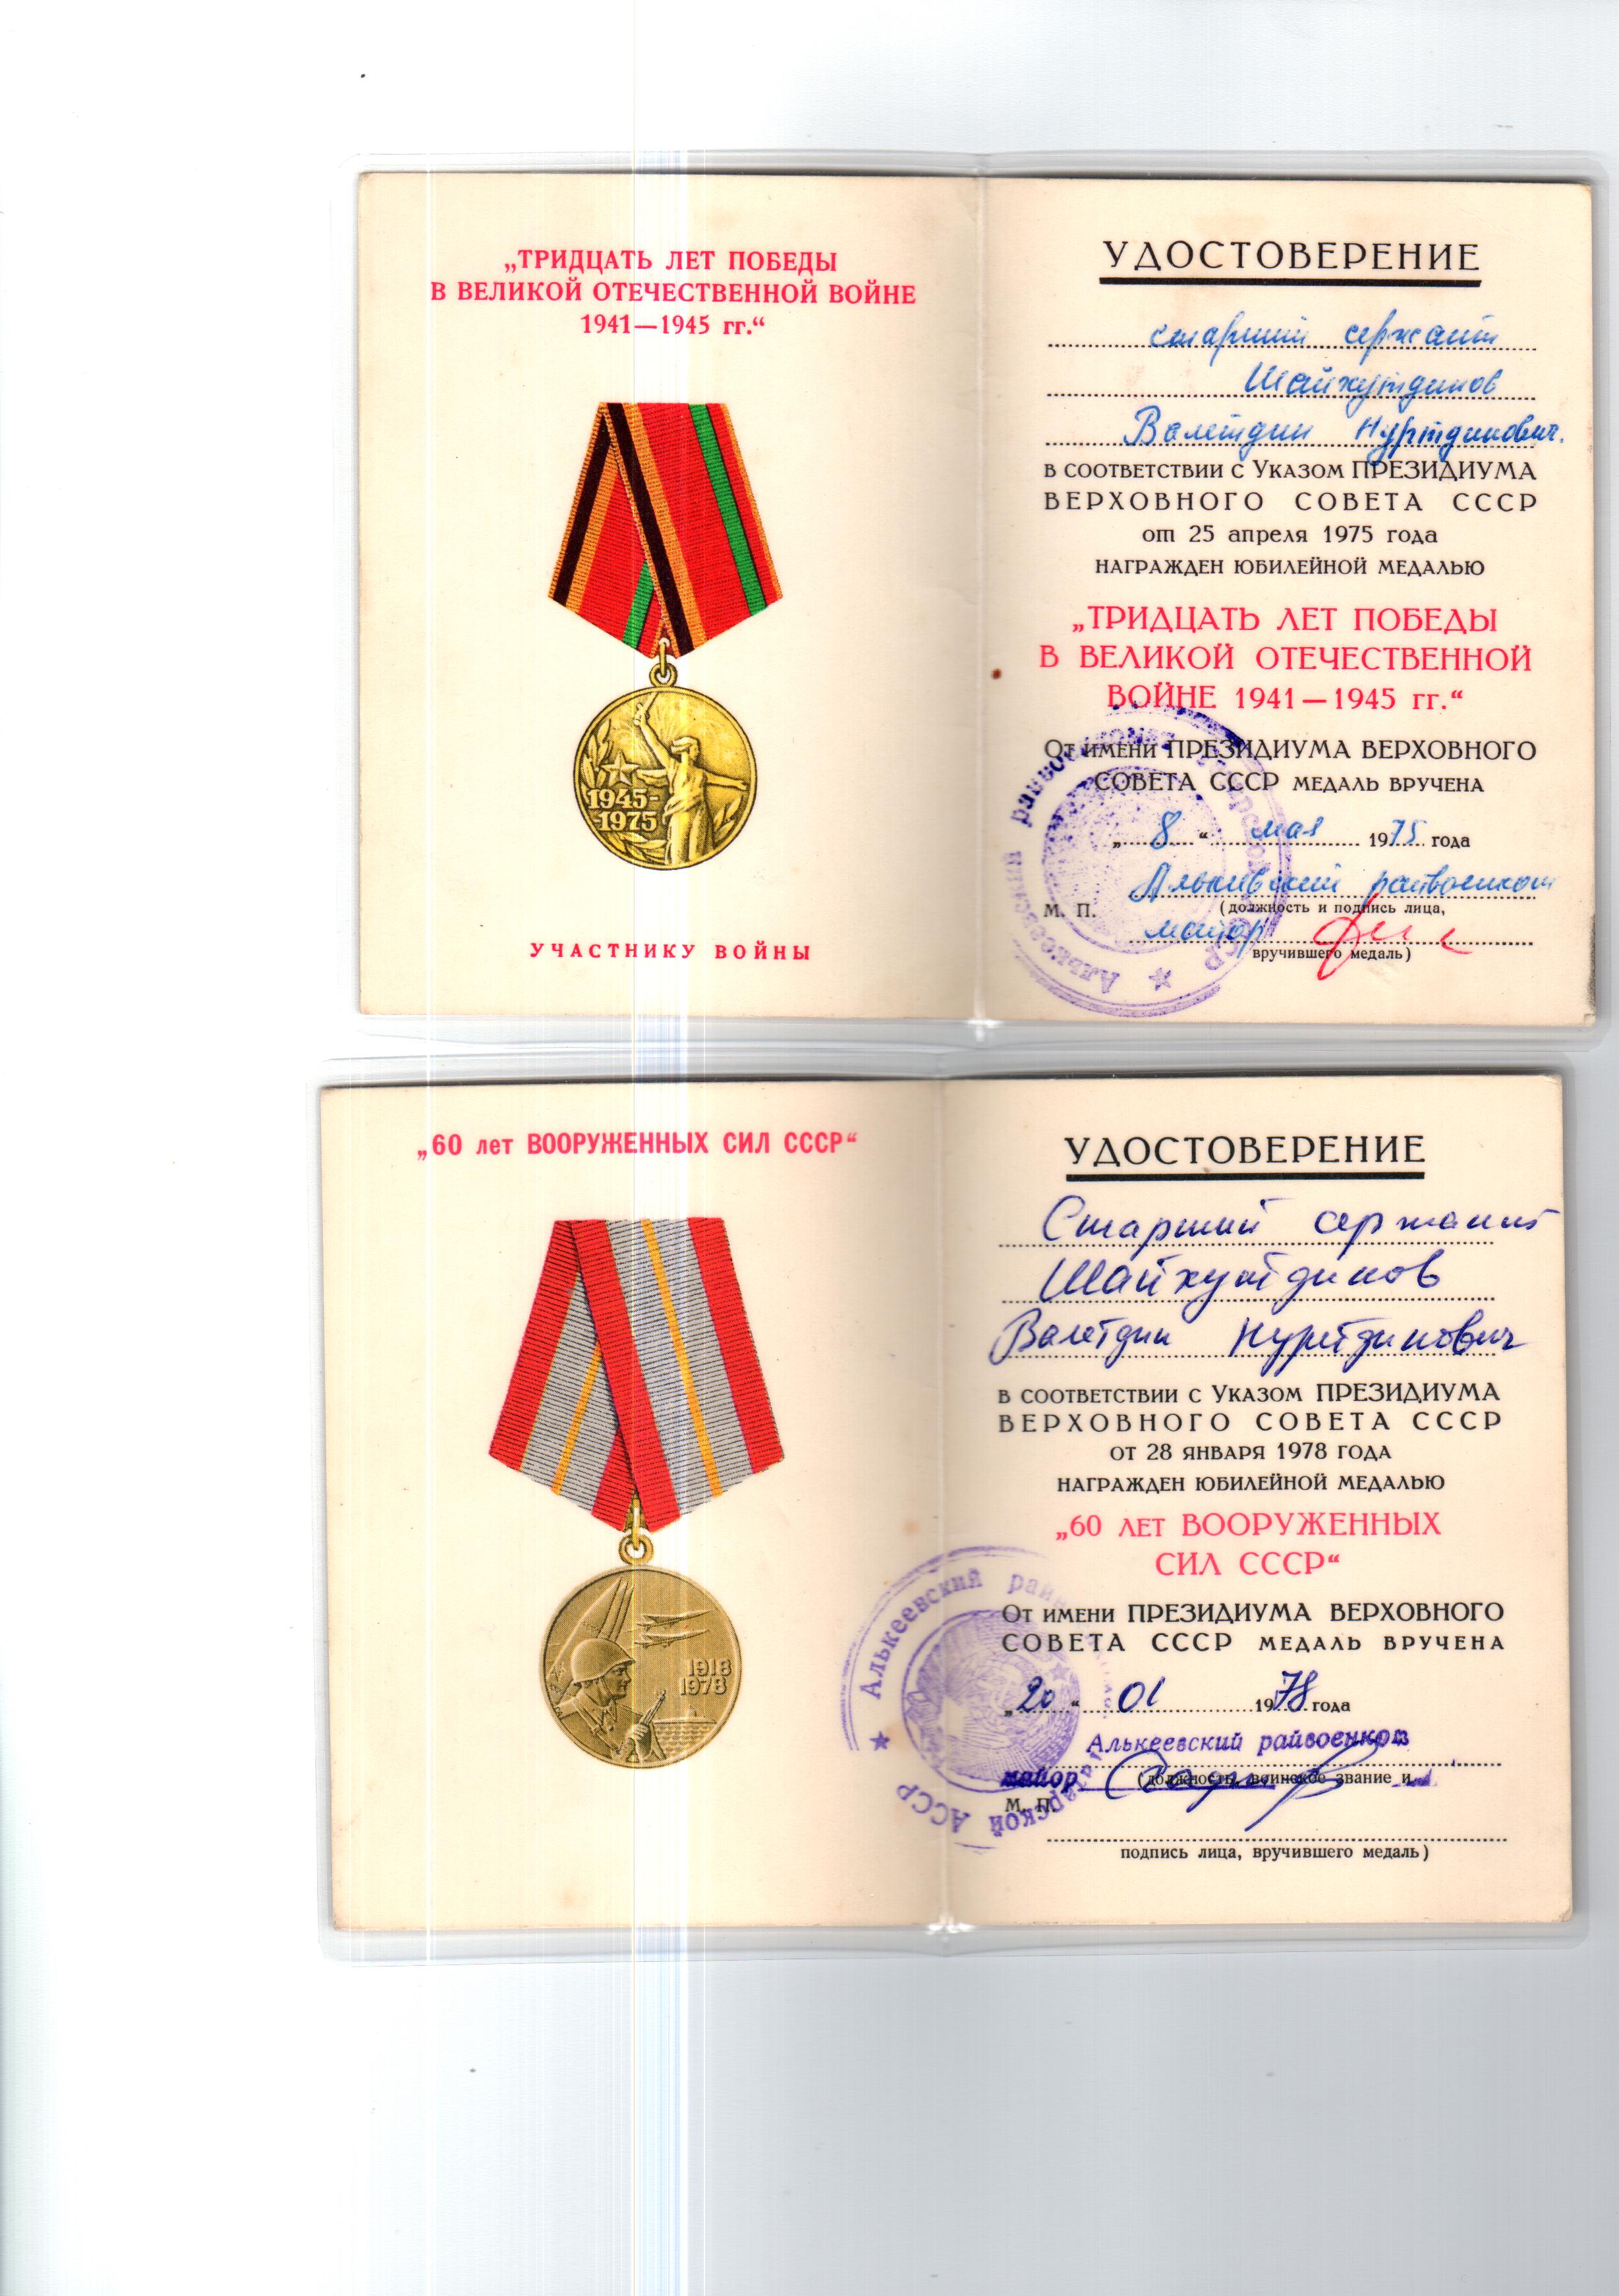 „ТРИДЦАТЬ ЛЕТ ПОБЕДЫ
В ВЕЛИКОЙ ОТЕЧЕСТВЕННОЙ ВОЙНЕ
1941—1945 гг.“
1945-
1975
УЧАСТНИКУ ВОЙНЫ
УДОСТОВЕРЕНИЕ
старший сержант
Шайхутдинов
Валетдин Нуртдинович.
В СООТВЕТСТВИИ С УКАЗОМ ПРЕЗИДИУМА
ВЕРХОВНОГО СОВЕТА СССР
от 25 апреля 1975 года
НАГРАЖДЕН ЮБИЛЕЙНОЙ МЕДАЛЬЮ
„ТРИДЦАТЬ ЛЕТ ПОБЕДЫ
В ВЕЛИКОЙ ОТЕЧЕСТВЕННОЙ
ВОЙНЕ 1941—1945 гг.“
ОТ ИМЕНИ ПРЕЗИДИУМА ВЕРХОВНОГО
СОВЕТА СССР МЕДАЛЬ ВРУЧЕНА
„ 8 “ мая 1975 года
Алькеевский райвоенком
М. П. (должность и подпись лица,
майор
вручившего медаль)
Алькеевский
„60 лет ВООРУЖЕННЫХ СИЛ СССР“
1918
1978
УДОСТОВЕРЕНИЕ
Старший сержант
Шайхутдинов
Валетдин Нуртдинович
В СООТВЕТСТВИИ С УКАЗОМ ПРЕЗИДИУМА
ВЕРХОВНОГО СОВЕТА СССР
ОТ 28 ЯНВАРЯ 1978 ГОДА
НАГРАЖДЕН ЮБИЛЕЙНОЙ МЕДАЛЬЮ
„60 ЛЕТ ВООРУЖЕННЫХ
СИЛ СССР“
ОТ ИМЕНИ ПРЕЗИДИУМА ВЕРХОВНОГО
СОВЕТА СССР МЕДАЛЬ ВРУЧЕНА
„ 20 “ 01 1978 года
Алькеевский райвоенком
майор (должность, воинское звание и
М. П.
подпись лица, вручившего медаль)
★ Алькеевский АССР